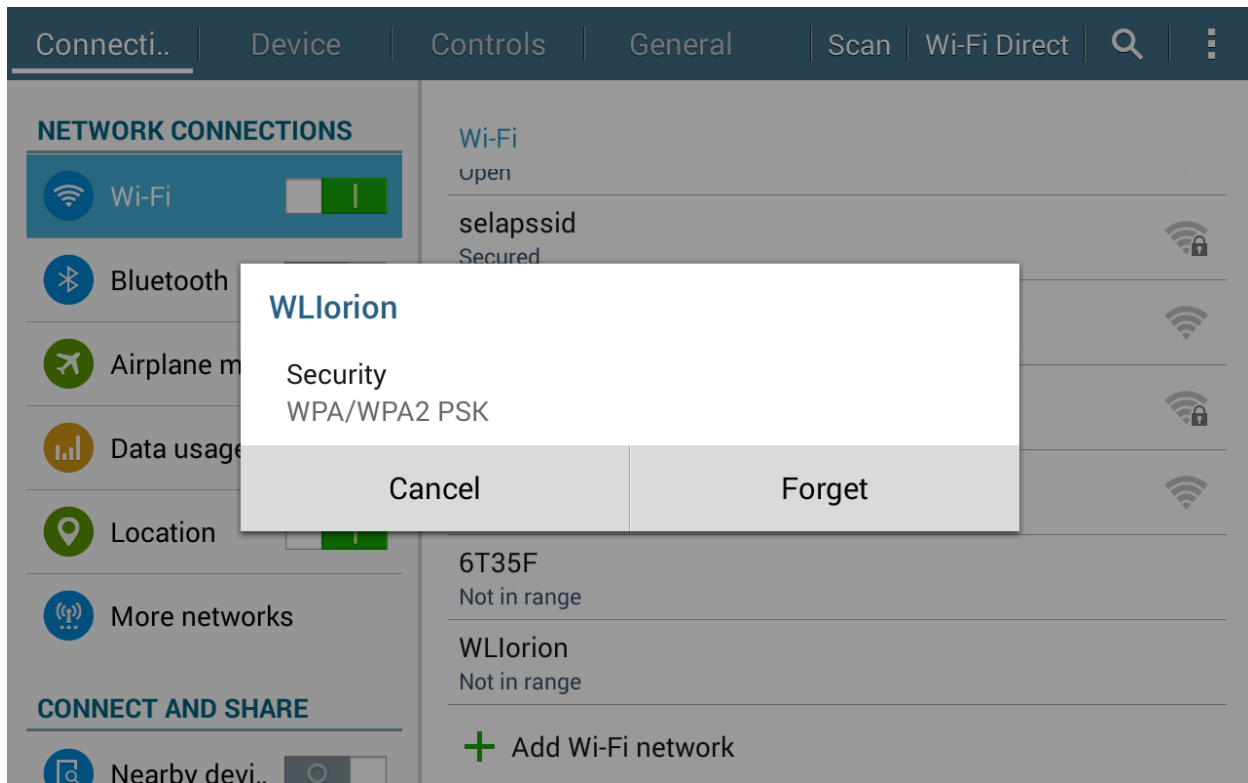 Connecti..
Device
Controls
General
Scan
Wi-Fi Direct
NETWORK CONNECTIONS
Wi-Fi
Bluetooth
Airplane m
Data usage
Location
More networks
CONNECT AND SHARE
Nearby devi..
Wi-Fi
Open
selapssid
Secured
WLIorion
Security
WPA/WPA2 PSK
Cancel
Forget
6T35F
Not in range
WLIorion
Not in range
Add Wi-Fi network